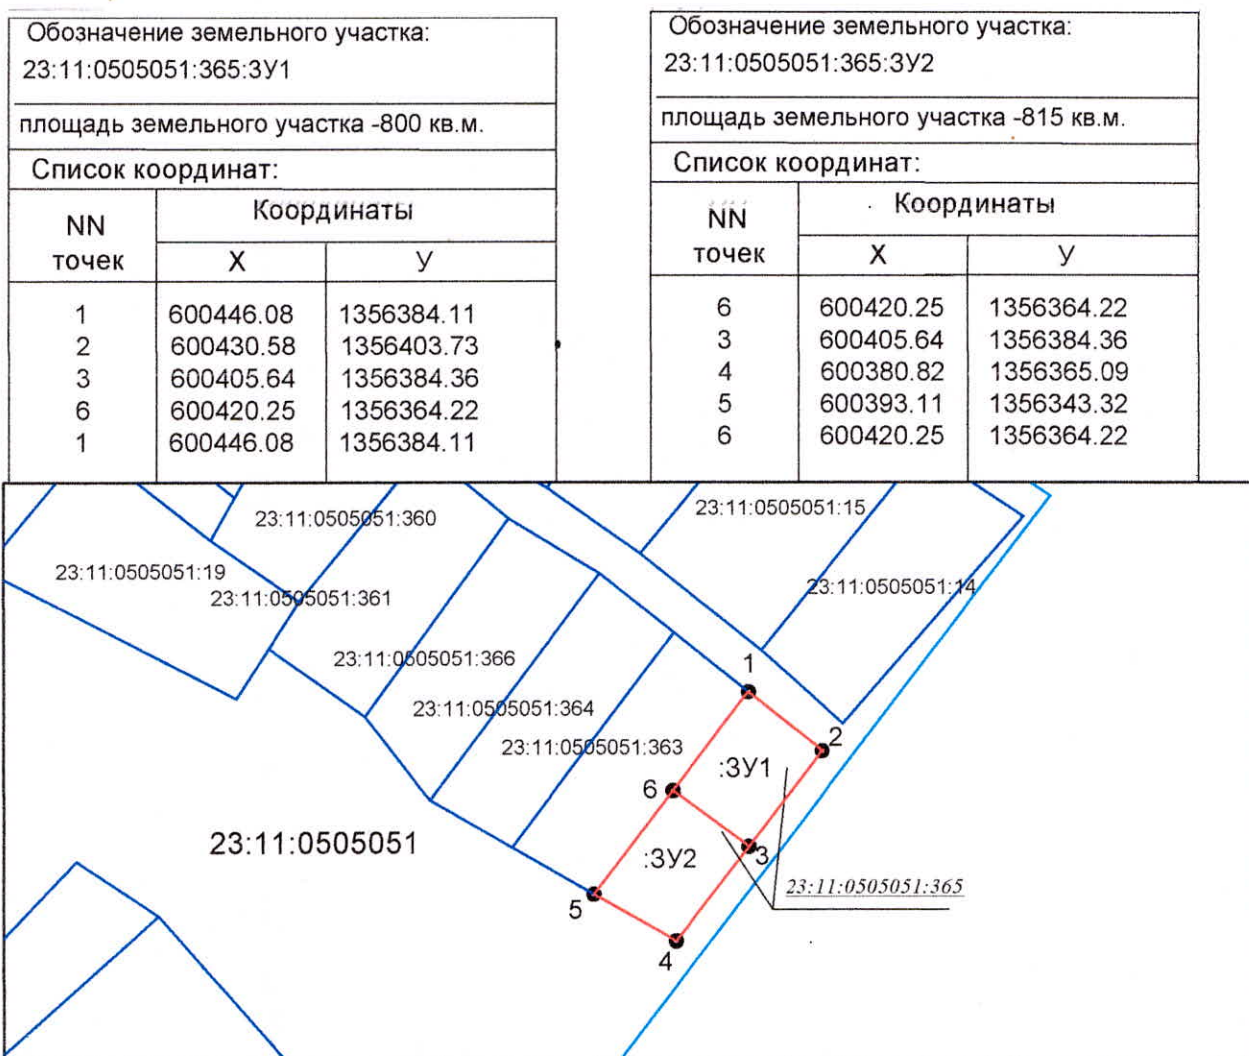 Обозначение земельного участка:
23:11:0505051:365:ЗУ1
площадь земельного участка -800 кв.м.
Список координат:
NN точек
Координаты
X У
1 600446.08 1356384.11
2 600430.58 1356403.73
3 600405.64 1356384.36
6 600420.25 1356364.22
1 600446.08 1356384.11
Обозначение земельного участка:
23:11:0505051:365:ЗУ2
площадь земельного участка -815 кв.м.
Список координат:
NN точек
Координаты
X У
6 600420.25 1356364.22
3 600405.64 1356384.36
4 600380.82 1356365.09
5 600393.11 1356343.32
6 600420.25 1356364.22
23:11:0505051:360
23:11:0505051:15
23:11:0505051:19
23:11:0505051:361
23:11:0505051:14
23:11:0505051:366
1
23:11:0505051:364
23:11:0505051:363
2
:ЗУ1
6
23:11:0505051
:ЗУ2
3
23:11:0505051:365
5
4